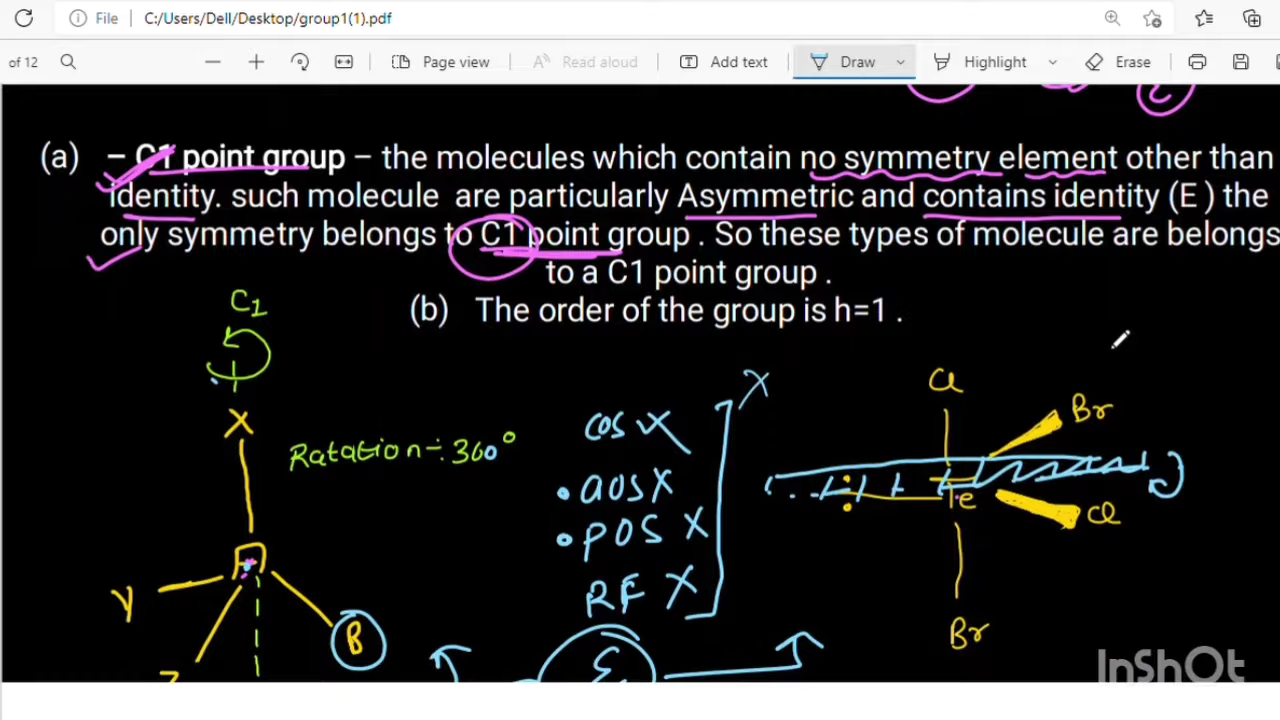 File C:/Users/Dell/Desktop/group1(1).pdf
of 12 Page view Read aloud Add text Draw Highlight Erase
(a) – C1 point group – the molecules which contain no symmetry element other than
identity. such molecule are particularly Asymmetric and contains identity (E ) the
only symmetry belongs to C1 point group . So these types of molecule are belongs
to a C1 point group .
(b) The order of the group is h=1 .
C1
X
Ratation ÷ 360°
Y
B
COS X
AOS X
POS X
RF X
X
E
Cl
Br
Te
Cl
Br
InShOt